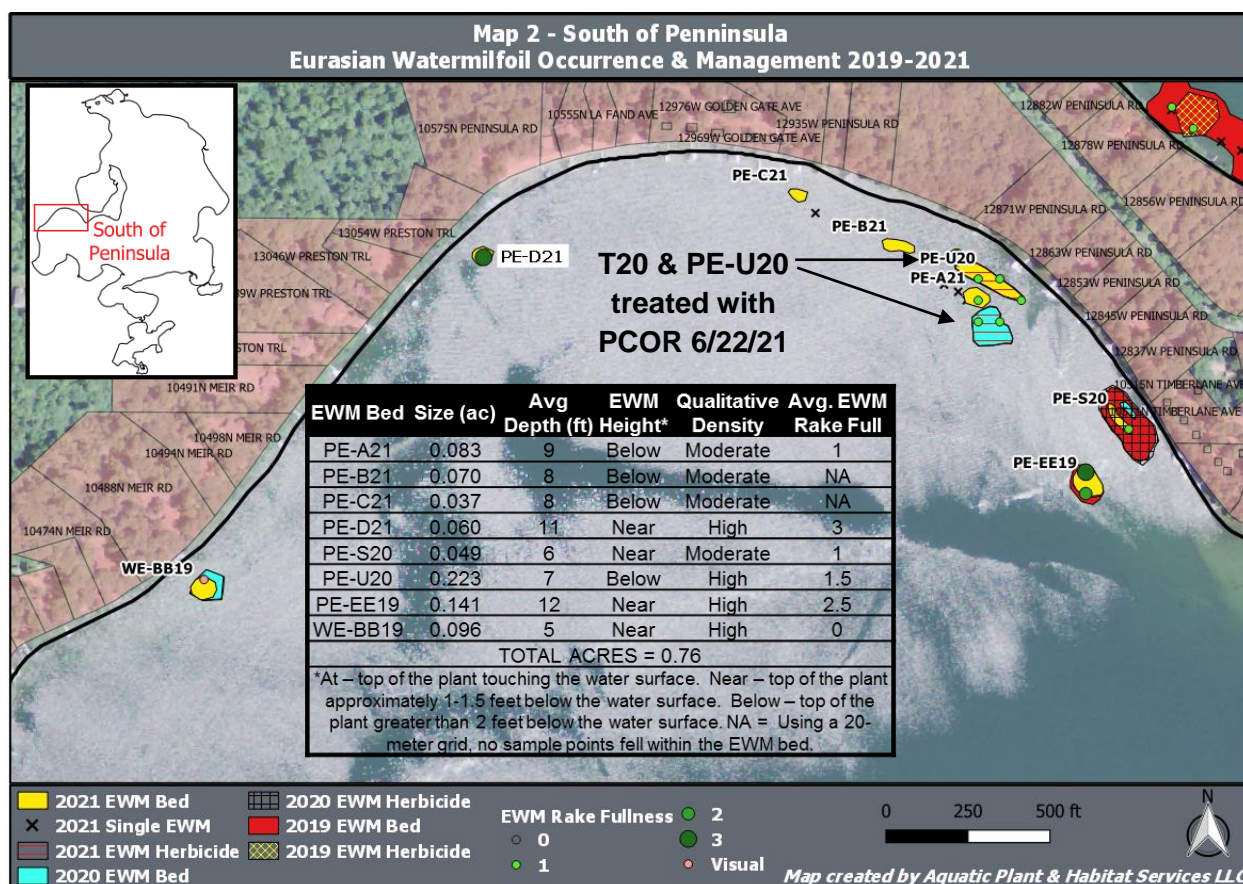 Map 2 - South of Penninsula
Eurasian Watermilfoil Occurrence & Management 2019-2021
South of
Peninsula
10575N PENINSULA RD
10555N LA FAND AVE
12976W GOLDEN GATE AVE
12969W GOLDEN GATE AVE
12935W PENINSULA RD
12882W PENINSULA RD
12878W PENINSULA RD
12856W PENINSULA RD
12871W PENINSULA RD
12863W PENINSULA RD
12853W PENINSULA RD
12845W PENINSULA RD
12837W PENINSULA RD
TIMBERLANE AVE
TIMBERLANE AVE
13054W PRESTON TRL
13046W PRESTON TRL
PRESTON TRL
TRL
10491N MEIR RD
10498N MEIR RD
10494N MEIR RD
10488N MEIR RD
10474N MEIR RD
PE-C21
PE-B21
PE-U20
PE-A21
PE-D21
PE-S20
PE-EE19
WE-BB19
T20 & PE-U20
treated with
PCOR 6/22/21
EWM Bed Size (ac) Avg Depth (ft) EWM Height* Qualitative Density Avg. EWM Rake Full
PE-A21 0.083 9 Below Moderate 1
PE-B21 0.070 8 Below Moderate NA
PE-C21 0.037 8 Below Moderate NA
PE-D21 0.060 11 Near High 3
PE-S20 0.049 6 Near Moderate 1
PE-U20 0.223 7 Below High 1.5
PE-EE19 0.141 12 Near High 2.5
WE-BB19 0.096 5 Near High 0
TOTAL ACRES = 0.76
*At – top of the plant touching the water surface. Near – top of the plant
approximately 1-1.5 feet below the water surface. Below – top of the
plant greater than 2 feet below the water surface. NA = Using a 20-
meter grid, no sample points fell within the EWM bed.
2021 EWM Bed
2021 Single EWM
2021 EWM Herbicide
2020 EWM Bed
2020 EWM Herbicide
2019 EWM Bed
2019 EWM Herbicide
EWM Rake Fullness
0
1
2
3
Visual
0 250 500 ft
N
Map created by Aquatic Plant & Habitat Services LLC